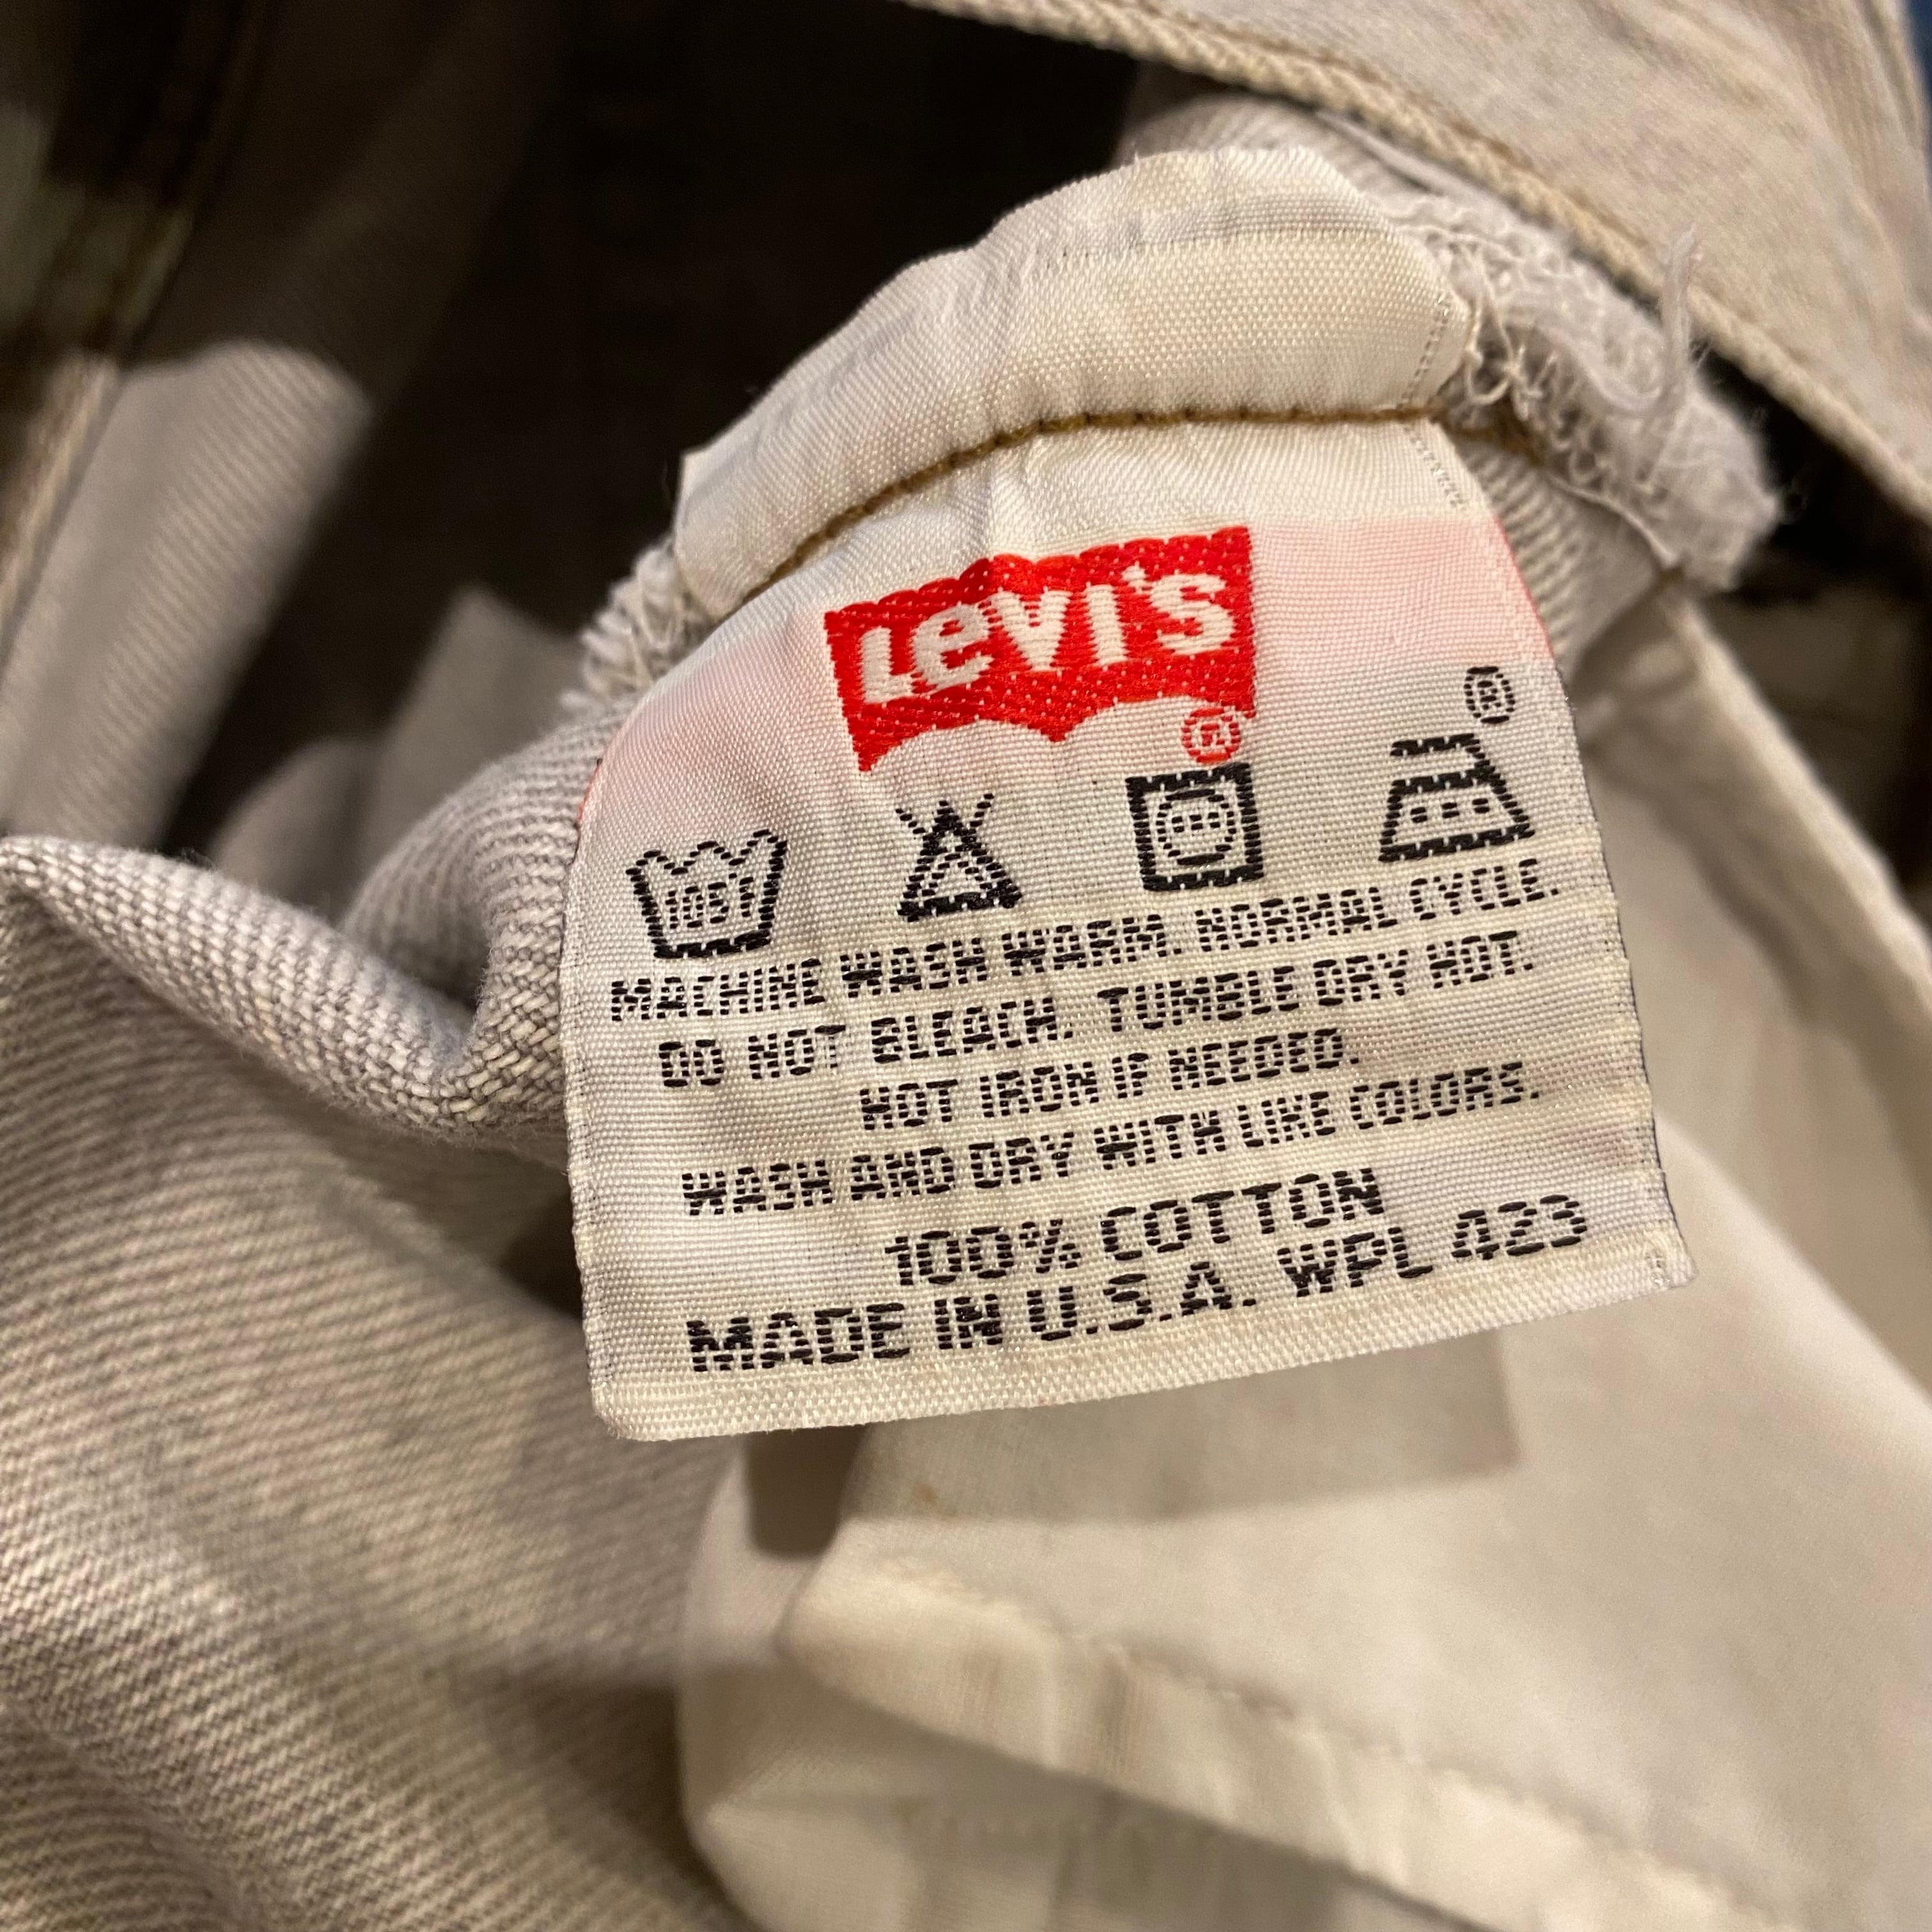 LEVI'S ®
®
105F
MACHINE WASH WARM. NORMAL CYCLE.
DO NOT BLEACH. TUMBLE DRY HOT.
HOT IRON IF NEEDED.
WASH AND DRY WITH LIKE COLORS.
100% COTTON
MADE IN U.S.A. WPL 423